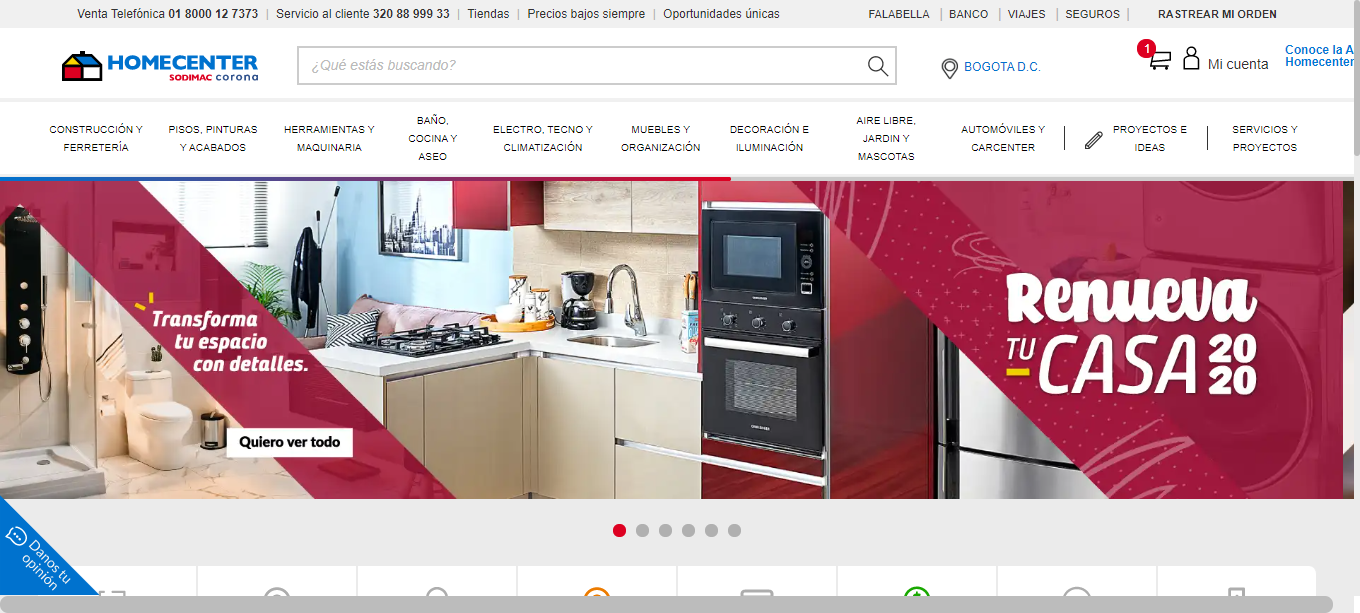 Venta Telefónica 01 8000 12 7373 | Servicio al cliente 320 88 999 33 | Tiendas | Precios bajos siempre | Oportunidades únicas
FALABELLA | BANCO | VIAJES | SEGUROS | RASTREAR MI ORDEN
HOMECENTER
SODIMAC corona
¿Qué estás buscando?
BOGOTA D.C.
1
Mi cuenta
Conoce la A
Homecenter
CONSTRUCCIÓN Y
FERRETERÍA
PISOS, PINTURAS
Y ACABADOS
HERRAMIENTAS Y
MAQUINARIA
BAÑO,
COCINA Y
ASEO
ELECTRO, TECNO Y
CLIMATIZACIÓN
MUEBLES Y
ORGANIZACIÓN
DECORACIÓN E
ILUMINACIÓN
AIRE LIBRE,
JARDIN Y
MASCOTAS
AUTOMÓVILES Y
CARCENTER
PROYECTOS E
IDEAS
SERVICIOS Y
PROYECTOS
Transforma
tu espacio
con detalles.
Quiero ver todo
Renueva
TU CASA 20
20
Danos tu
opinión